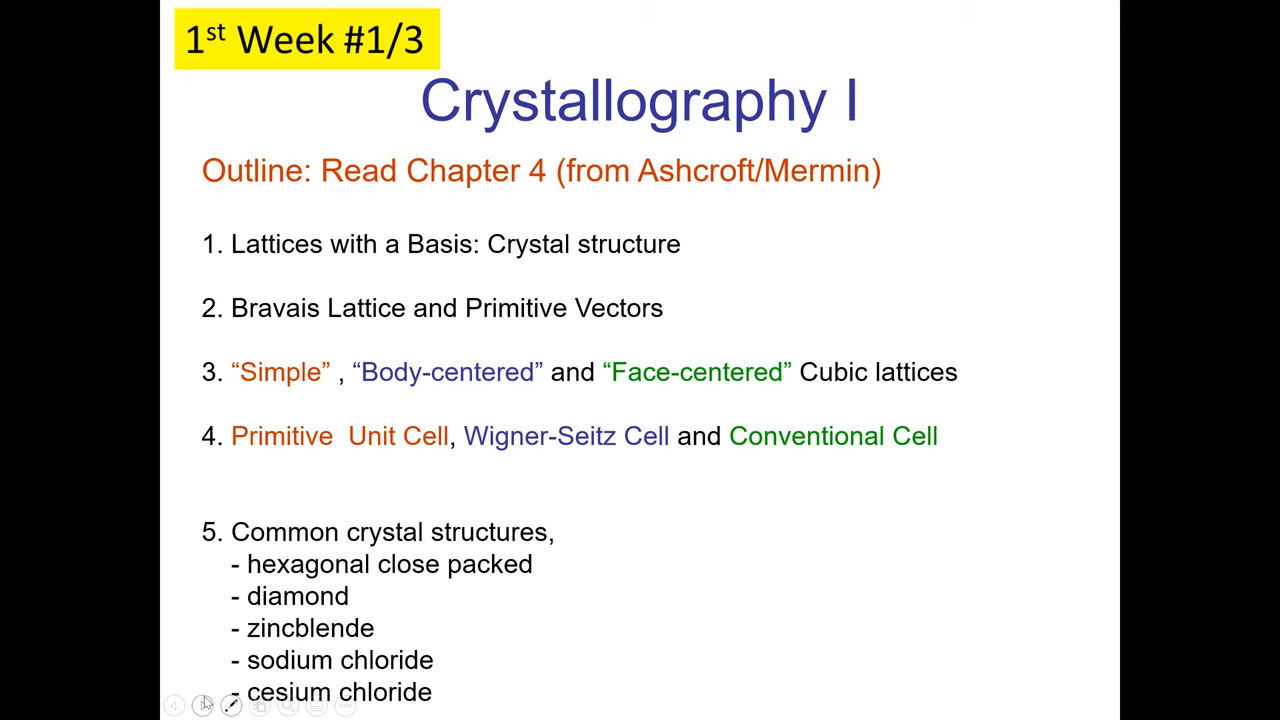 1st Week #1/3
Crystallography I
Outline: Read Chapter 4 (from Ashcroft/Mermin)
1. Lattices with a Basis: Crystal structure
2. Bravais Lattice and Primitive Vectors
3. “Simple” , “Body-centered” and “Face-centered” Cubic lattices
4. Primitive  Unit Cell, Wigner-Seitz Cell and Conventional Cell
5. Common crystal structures,
- hexagonal close packed
- diamond
- zincblende
- sodium chloride
- cesium chloride